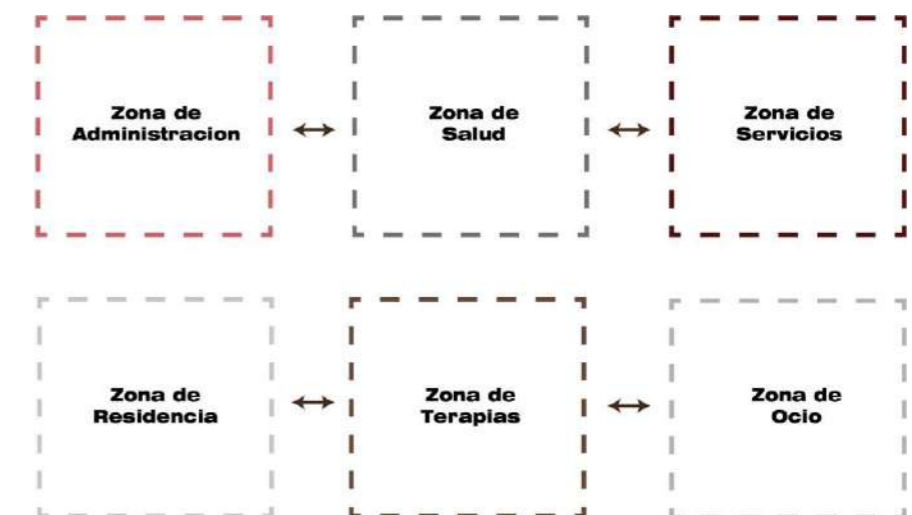 Zona de
Administracion
Zona de
Salud
Zona de
Servicios
Zona de
Residencia
Zona de
Terapias
Zona de
Ocio